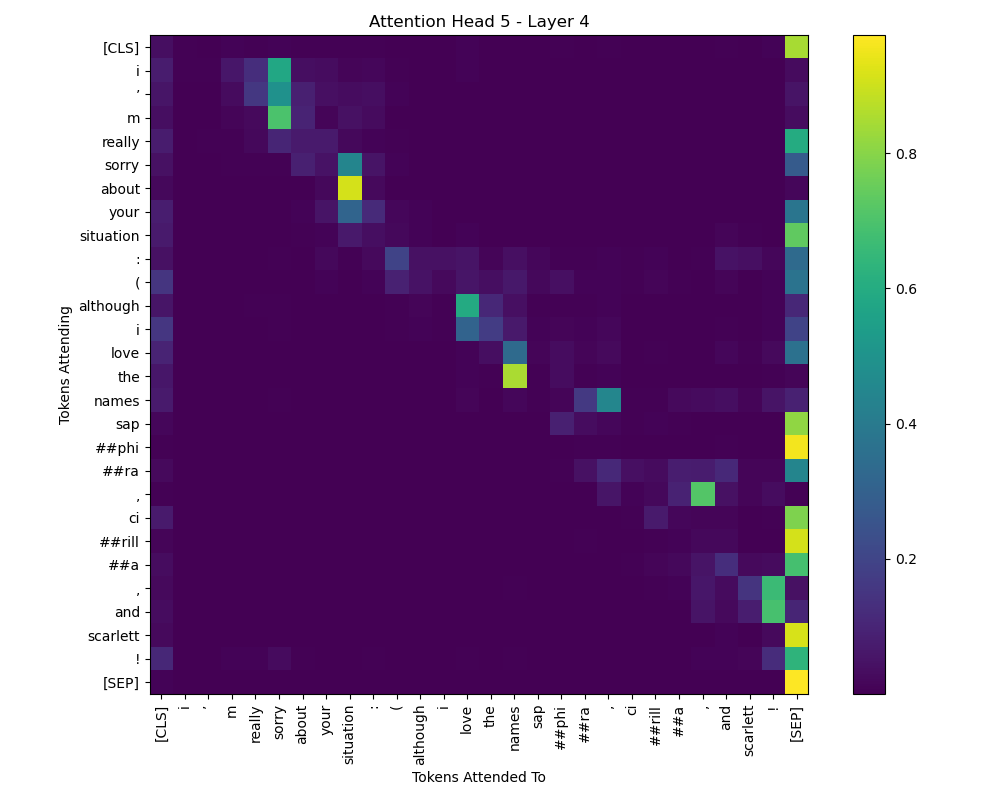 Attention Head 5 - Layer 4
Tokens Attending
[CLS]
i
’
m
really
sorry
about
your
situation
:
(
although
i
love
the
names
sap
##phi
##ra
,
ci
##rill
##a
,
and
scarlett
!
[SEP]
[CLS]
i
’
m
really
sorry
about
your
situation
:
(
although
i
love
the
names
sap
##phi
##ra
,
ci
##rill
##a
,
and
scarlett
!
[SEP]
Tokens Attended To
0.8
0.6
0.4
0.2